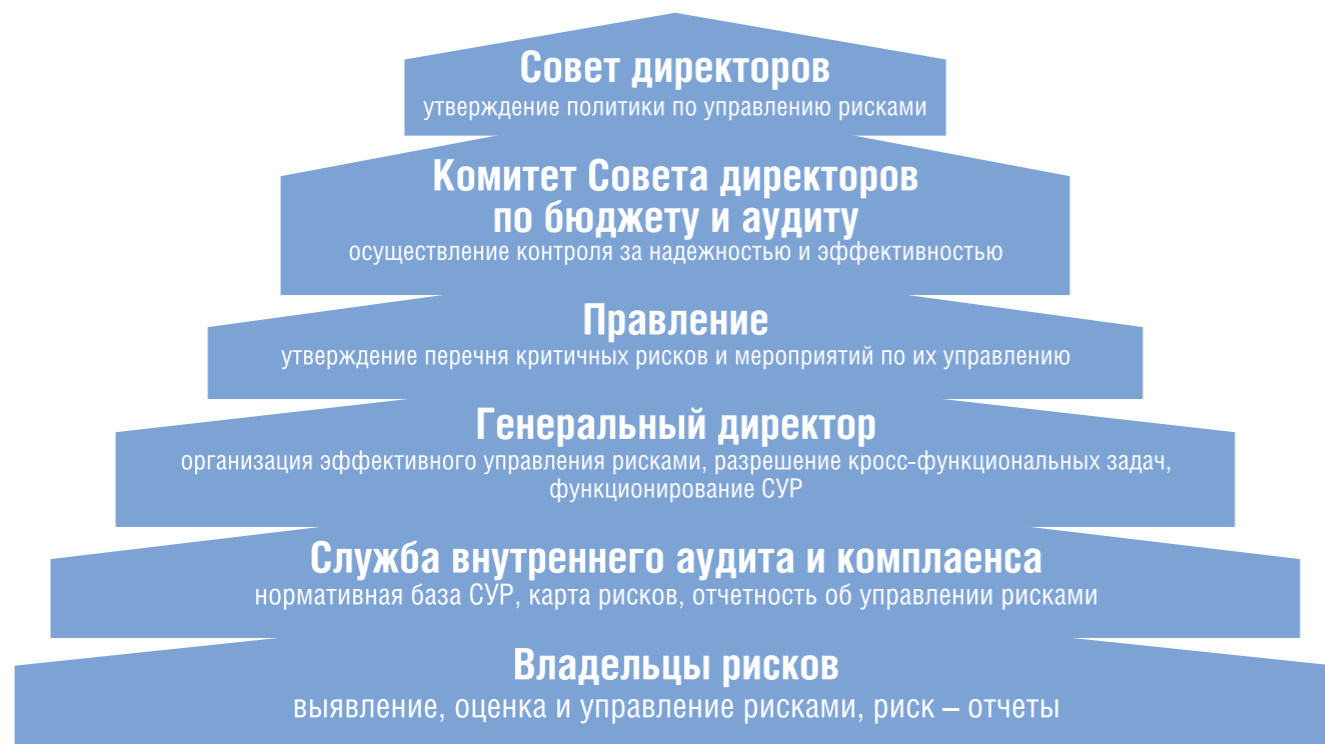 Совет директоров
утверждение политики по управлению рисками
Комитет Совета директоров
по бюджету и аудиту
осуществление контроля за надежностью и эффективностью
Правление
утверждение перечня критичных рисков и мероприятий по их управлению
Генеральный директор
организация эффективного управления рисками, разрешение кросс-функциональных задач,
функционирование СУР
Служба внутреннего аудита и комплаенса
нормативная база СУР, карта рисков, отчетность об управлении рисками
Владельцы рисков
выявление, оценка и управление рисками, риск – отчеты